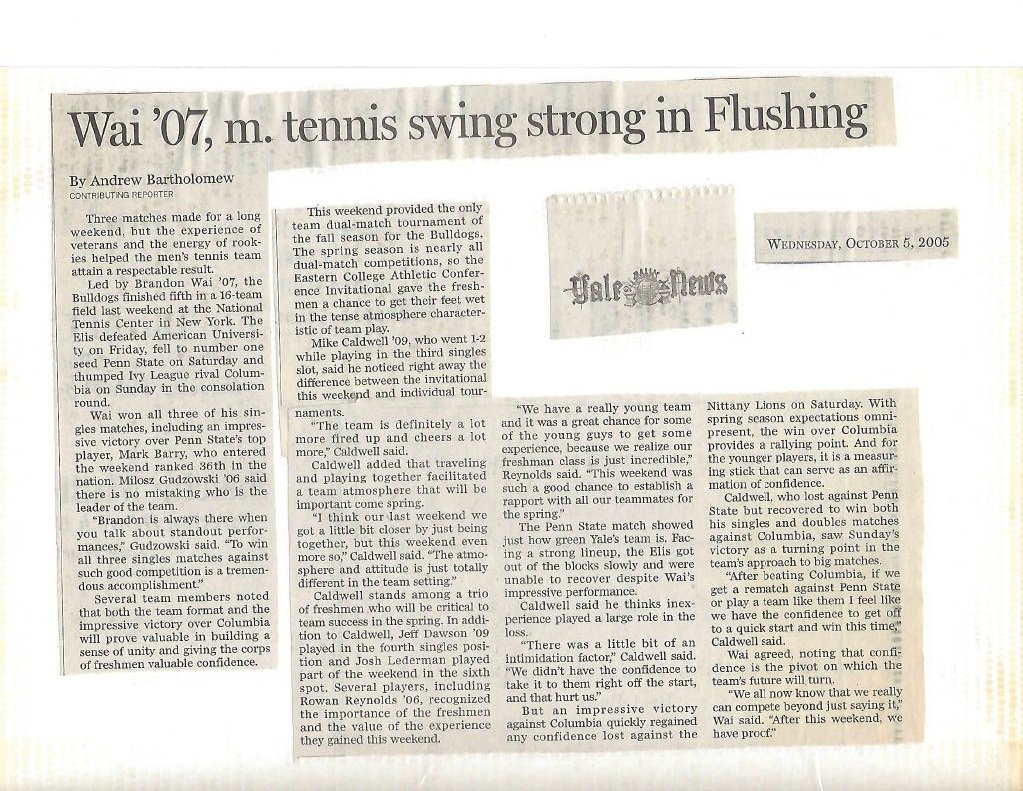 Wai '07, m. tennis swing strong in Flushing
By Andrew Bartholomew
CONTRIBUTING REPORTER
Three matches made for a long
weekend, but the experience of
veterans and the energy of rook-
ies helped the men's tennis team
attain a respectable result.
Led by Brandon Wai '07, the
Bulldogs finished fifth in a 16-team
field last weekend at the National
Tennis Center in New York. The
Elis defeated American Universi-
ty on Friday, fell to number one
seed Penn State on Saturday and
thumped Ivy League rival Colum-
bia on Sunday in the consolation
round.
Wai won all three of his sin-
gles matches, including an impres-
sive victory over Penn State's top
player, Mark Barry, who entered
the weekend ranked 36th in the
nation. Milosz Gudzowski '06 said
there is no mistaking who is the
leader of the team.
"Brandon is always there when
you talk about standout perfor-
mances," Gudzowski said. "To win
all three singles matches against
such good competition is a tremen-
dous accomplishment."
Several team members noted
that both the team format and the
impressive victory over Columbia
will prove valuable in building a
sense of unity and giving the corps
of freshmen valuable confidence.
This weekend provided the only
team dual-match tournament of
the fall season for the Bulldogs.
The spring season is nearly all
dual-match competitions, so the
Eastern College Athletic Confer-
ence Invitational gave the fresh-
men a chance to get their feet wet
in the tense atmosphere character-
istic of team play.
Mike Caldwell '09, who went 1-2
while playing in the third singles
slot, said he noticed right away the
difference between the invitational
this weekend and individual tour-
naments.
"The team is definitely a lot
more fired up and cheers a lot
more," Caldwell said.
Caldwell added that traveling
and playing together facilitated
a team atmosphere that will be
important come spring.
"I think our last weekend we
got a little bit closer by just being
together, but this weekend even
more so," Caldwell said. "The atmo-
sphere and attitude is just totally
different in the team setting."
Caldwell stands among a trio
of freshmen who will be critical to
team success in the spring. In addi-
tion to Caldwell, Jeff Dawson '09
played in the fourth singles posi-
tion and Josh Lederman played
part of the weekend in the sixth
spot. Several players, including
Rowan Reynolds '06, recognized
the importance of the freshmen
and the value of the experience
they gained this weekend.
Yale News
WEDNESDAY, OCTOBER 5, 2005
"We have a really young team
and it was a great chance for some
of the young guys to get some
experience, because we realize our
freshman class is just incredible,"
Reynolds said. "This weekend was
such a good chance to establish a
rapport with all our teammates for
the spring."
The Penn State match showed
just how green Yale's team is. Fac-
ing a strong lineup, the Elis got
out of the blocks slowly and were
unable to recover despite Wai's
impressive performance.
Caldwell said he thinks inex-
perience played a large role in the
loss.
"There was a little bit of an
intimidation factor," Caldwell said.
"We didn't have the confidence to
take it to them right off the start,
and that hurt us."
But an impressive victory
against Columbia quickly regained
any confidence lost against the
Nittany Lions on Saturday. With
spring season expectations omni-
present, the win over Columbia
provides a rallying point. And for
the younger players, it is a measur-
ing stick that can serve as an affir-
mation of confidence.
Caldwell, who lost against Penn
State but recovered to win both
his singles and doubles matches
against Columbia, saw Sunday's
victory as a turning point in the
team's approach to big matches.
"After beating Columbia, if we
get a rematch against Penn State
or play a team like them I feel like
we have the confidence to get off
to a quick start and win this time,"
Caldwell said.
Wai agreed, noting that confi-
dence is the pivot on which the
team's future will turn.
"We all now know that we really
can compete beyond just saying it,"
Wai said. "After this weekend, we
have proof."